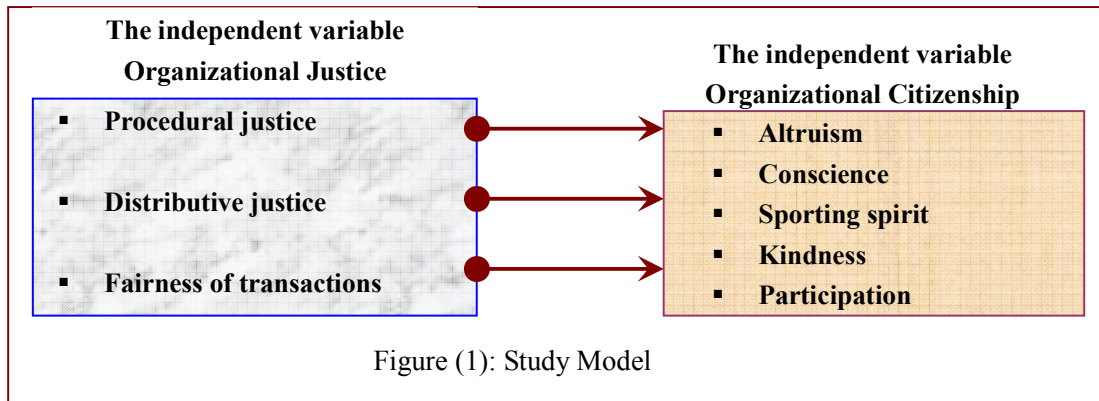 The independent variable
Organizational Justice
▪ Procedural justice
▪ Distributive justice
▪ Fairness of transactions
The independent variable
Organizational Citizenship
▪ Altruism
▪ Conscience
▪ Sporting spirit
▪ Kindness
▪ Participation
Figure (1): Study Model